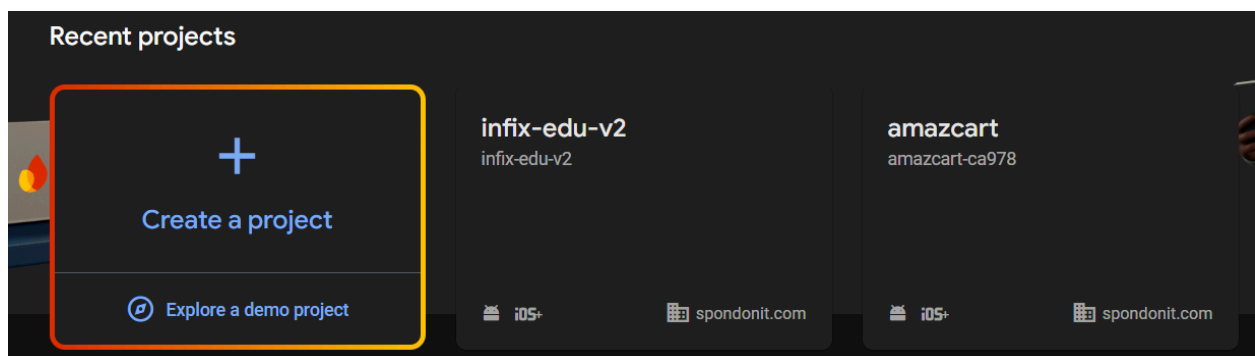 Recent projects
Create a project
Explore a demo project
infix-edu-v2
infix-edu-v2
iOS+
spondonit.com
amazcart
amazcart-ca978
iOS+
spondonit.com